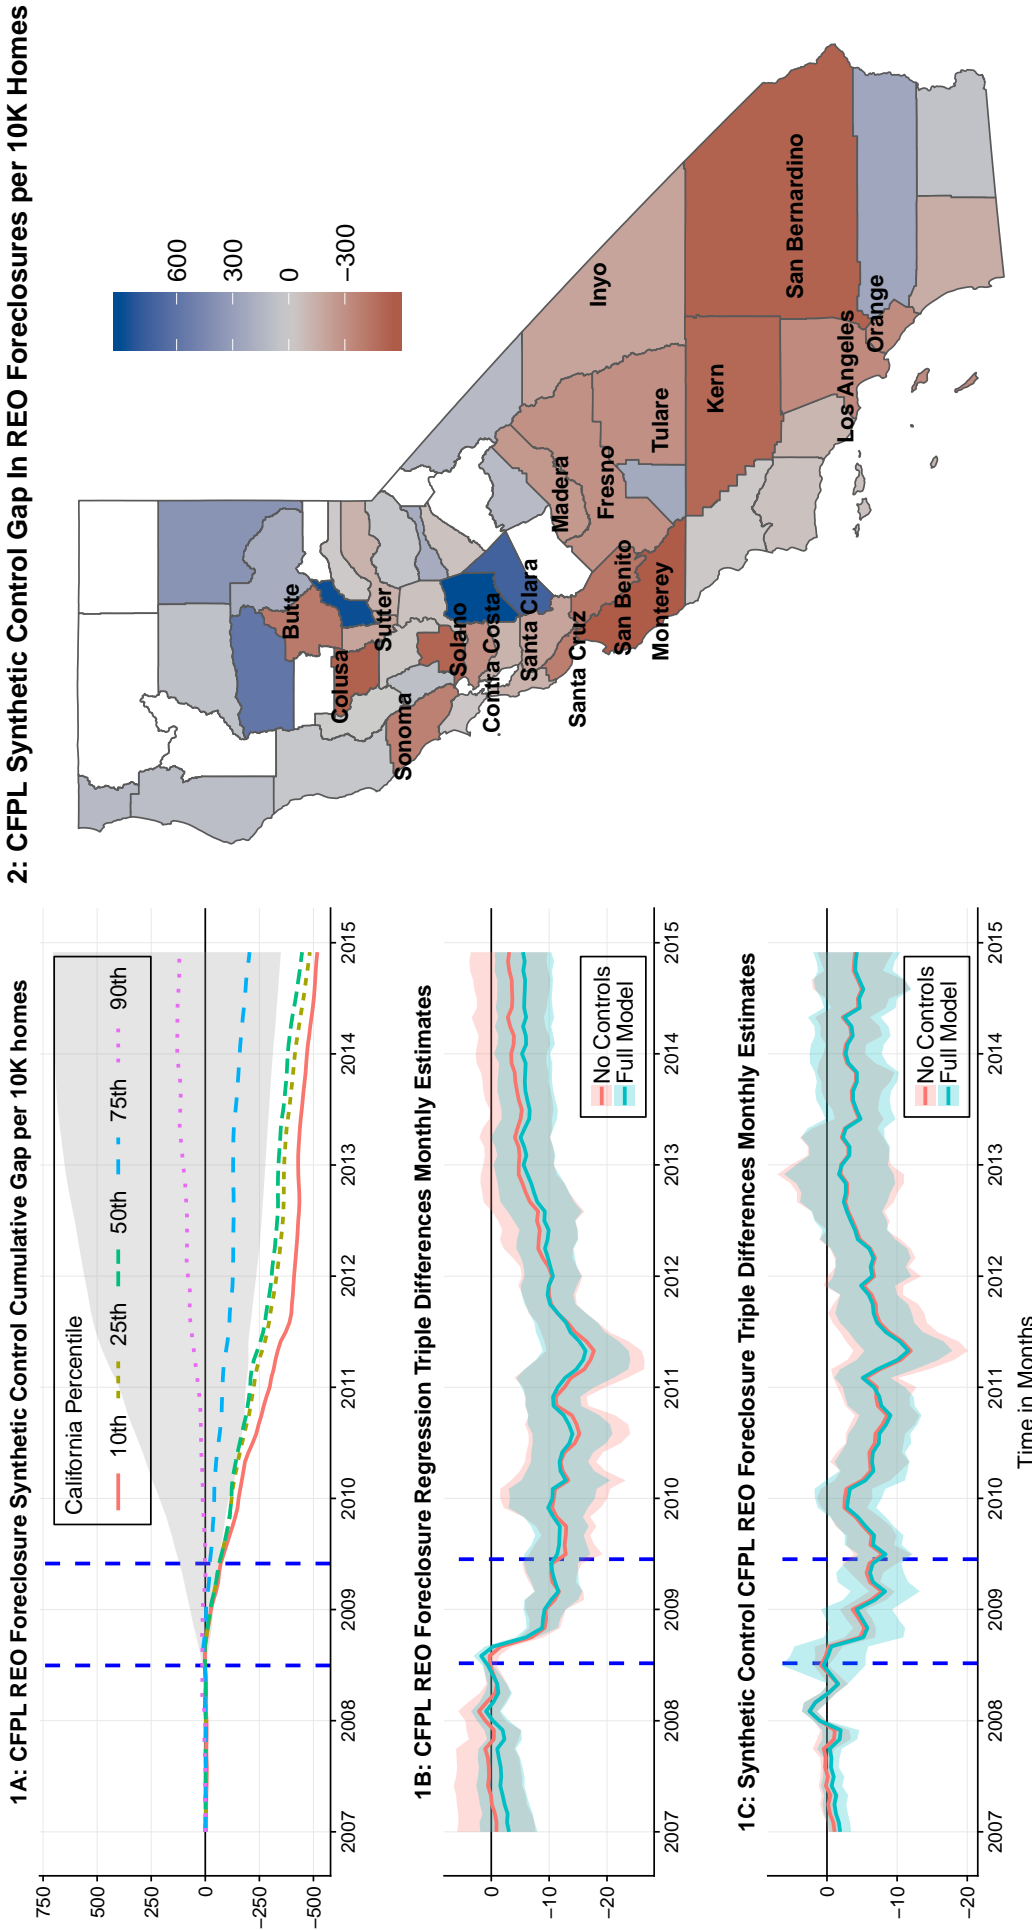 1A: CFPL REO Foreclosure Synthetic Control Cumulative Gap per 10K homes
750
500
250
0
−250
−500
California Percentile
10th 25th 50th 75th 90th
2007 2008 2009 2010 2011 2012 2013 2014 2015
1B: CFPL REO Foreclosure Regression Triple Differences Monthly Estimates
0
−10
−20
No Controls
Full Model
2007 2008 2009 2010 2011 2012 2013 2014 2015
1C: Synthetic Control CFPL REO Foreclosure Triple Differences Monthly Estimates
0
−10
−20
No Controls
Full Model
2007 2008 2009 2010 2011 2012 2013 2014 2015
Time in Months
2: CFPL Synthetic Control Gap In REO Foreclosures per 10K Homes
600
300
0
−300
Butte
Colusa
Sutter
Sonoma
Solano
Contra Costa
Santa Clara
Santa Cruz
San Benito
Monterey
Madera
Fresno
Inyo
Tulare
Kern
San Bernardino
Los Angeles
Orange